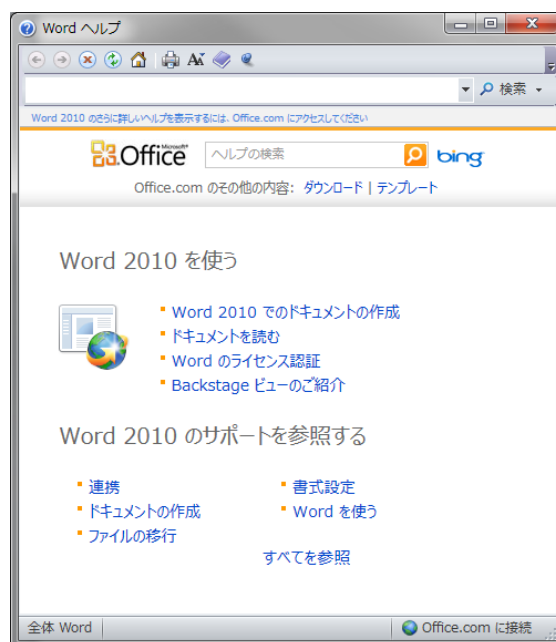 Word ヘルプ
検索
Word 2010 のさらに詳しいヘルプを表示するには、Office.com にアクセスしてください
Microsoft
Office
ヘルプの検索
bing
Office.com のその他の内容: ダウンロード | テンプレート
Word 2010 を使う
Word 2010 でのドキュメントの作成
ドキュメントを読む
Word のライセンス認証
Backstage ビューのご紹介
Word 2010 のサポートを参照する
連携 書式設定
ドキュメントの作成 Word を使う
ファイルの移行
すべてを参照
全体 Word Office.com に接続